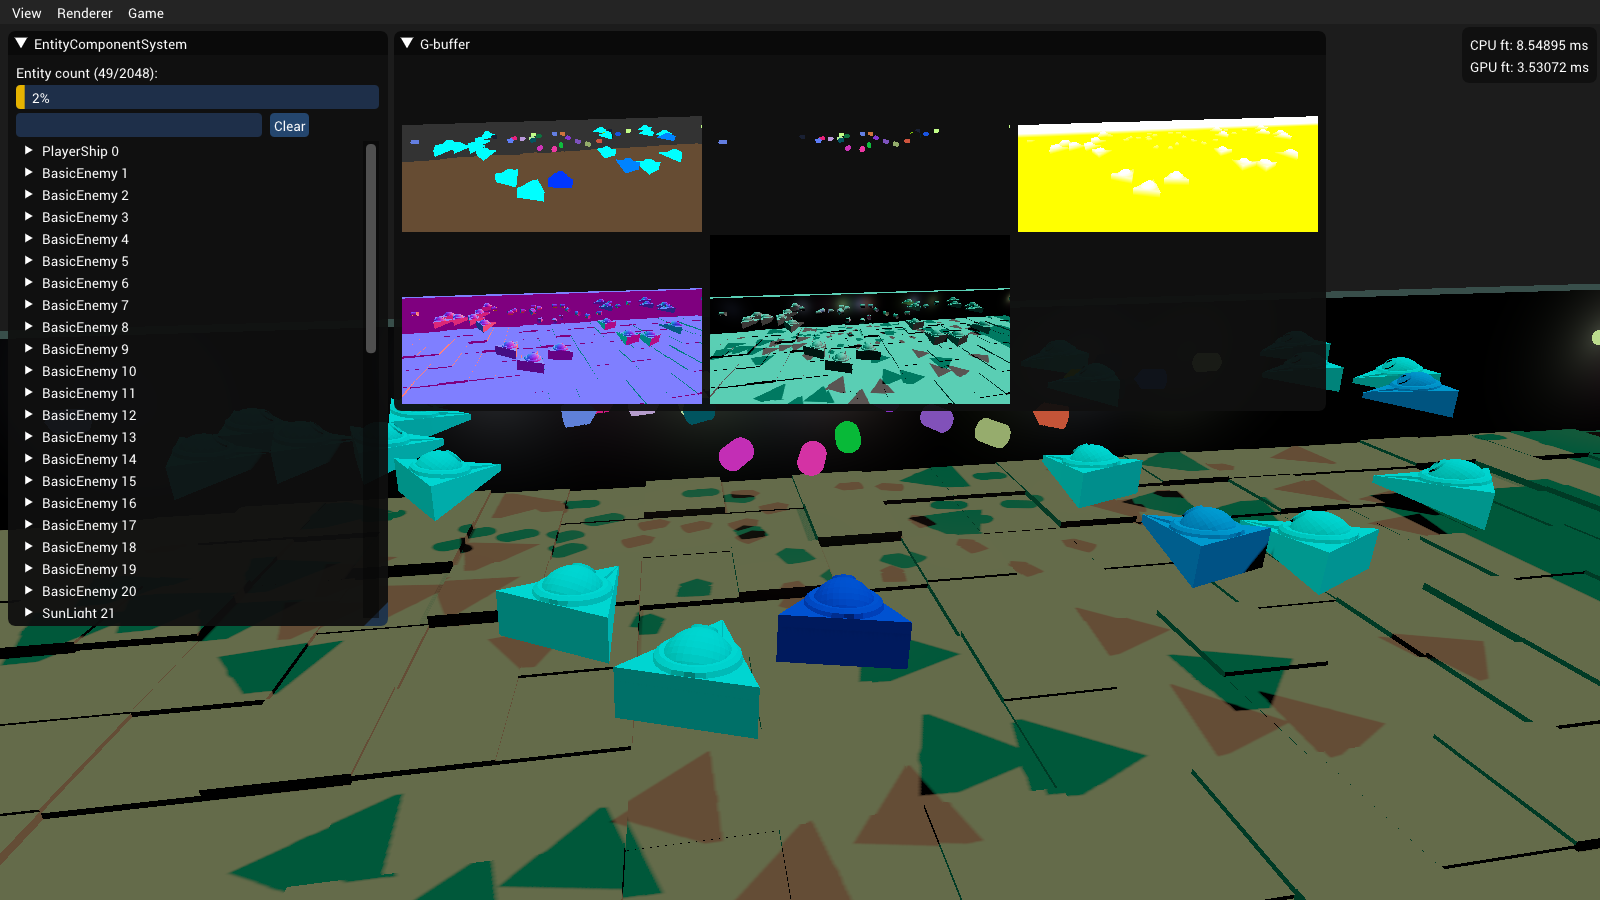 View Renderer Game
EntityComponentSystem
Entity count (49/2048):
2%
Clear
PlayerShip 0
BasicEnemy 1
BasicEnemy 2
BasicEnemy 3
BasicEnemy 4
BasicEnemy 5
BasicEnemy 6
BasicEnemy 7
BasicEnemy 8
BasicEnemy 9
BasicEnemy 10
BasicEnemy 11
BasicEnemy 12
BasicEnemy 13
BasicEnemy 14
BasicEnemy 15
BasicEnemy 16
BasicEnemy 17
BasicEnemy 18
BasicEnemy 19
BasicEnemy 20
SunLight 21
G-buffer
CPU ft: 8.54895 ms
GPU ft: 3.53072 ms